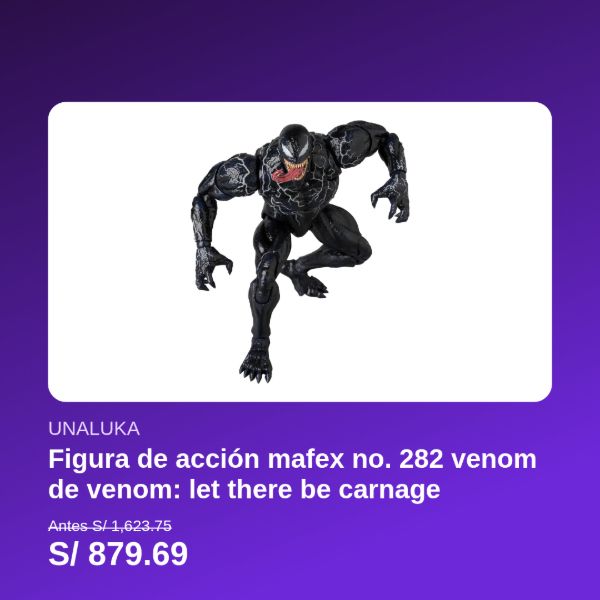 UNALUKA
Figura de acción mafex no. 282 venom
de venom: let there be carnage
Antes S/ 1,623.75
S/ 879.69